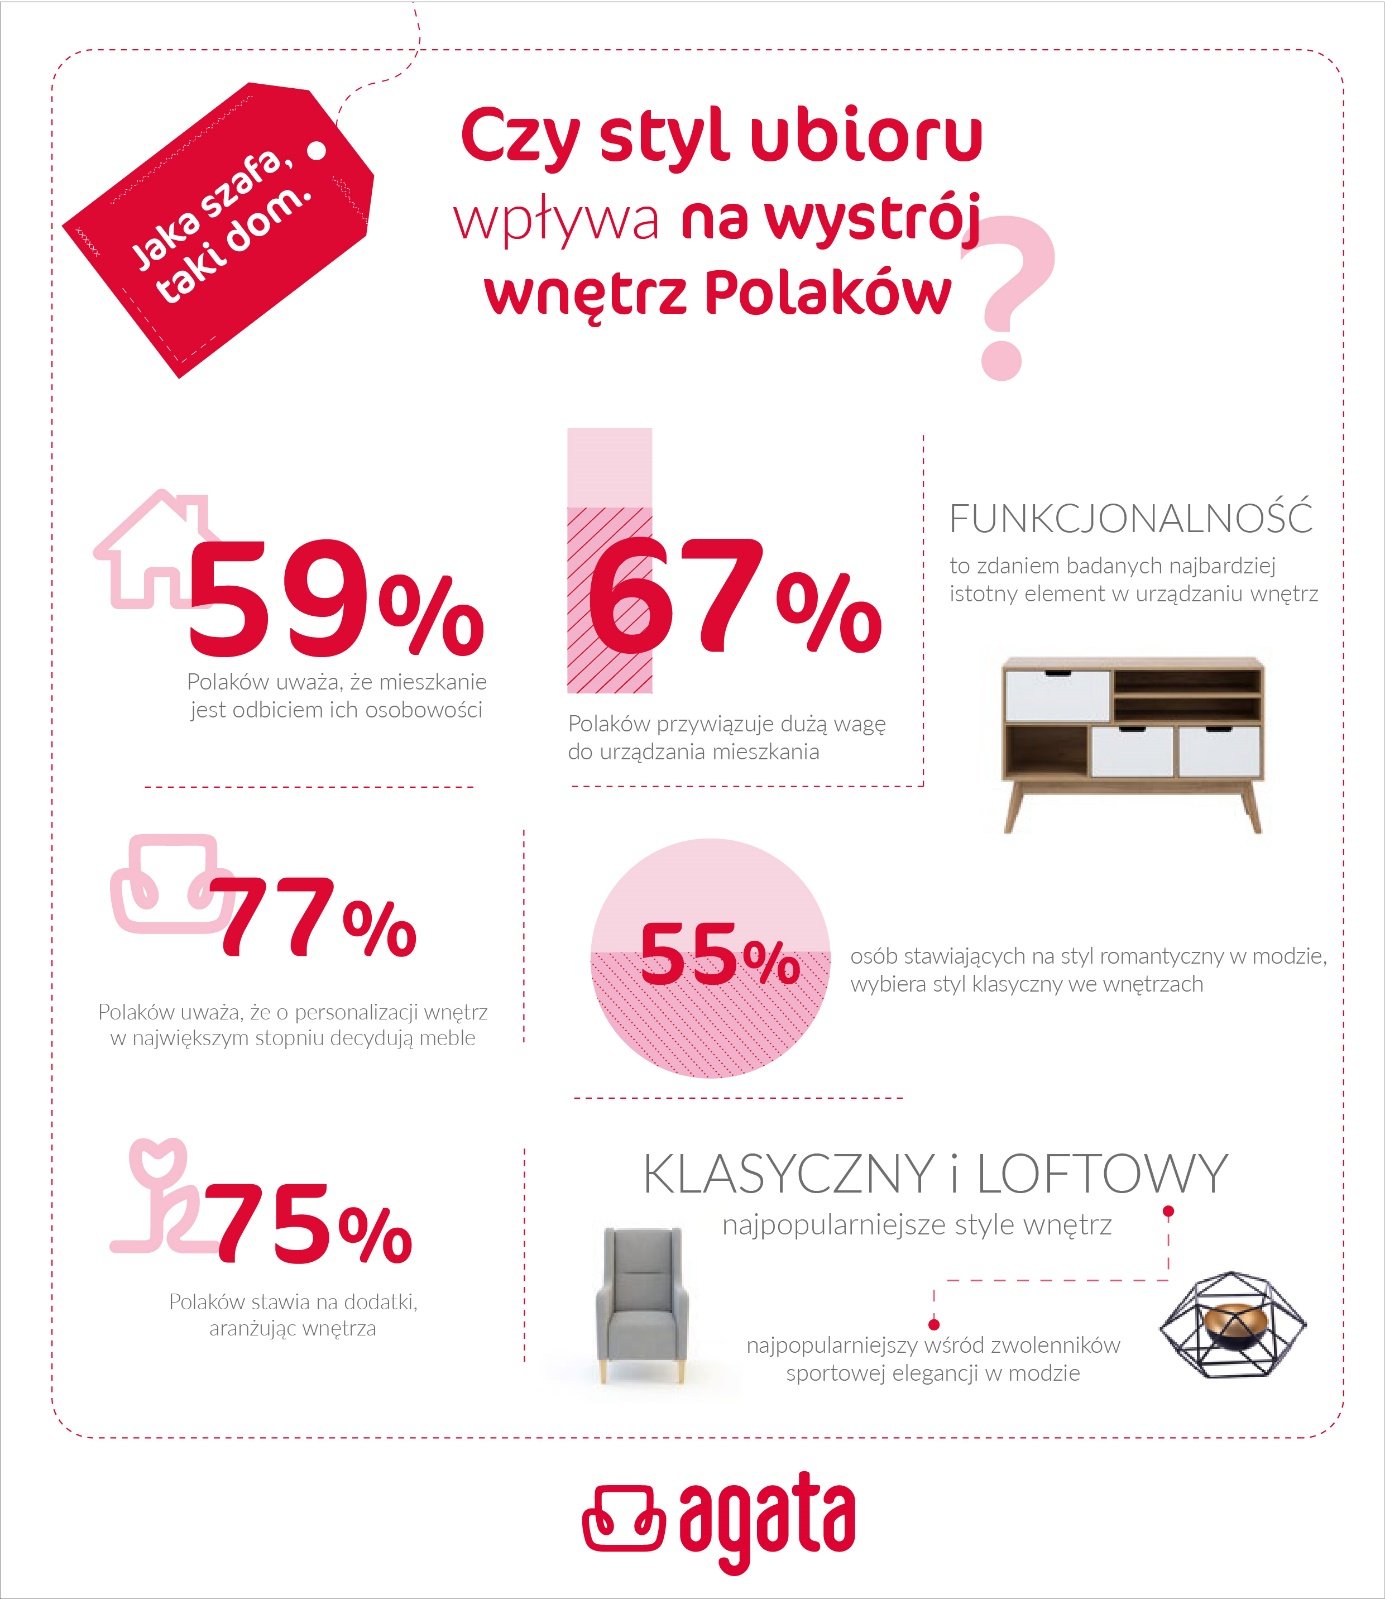 Jaka szafa,
taki dom.
Czy styl ubioru
wpływa na wystrój
wnętrz Polaków?
59%
Polaków uważa, że mieszkanie
jest odbiciem ich osobowości
67%
Polaków przywiązuje dużą wagę
do urządzania mieszkania
FUNKCJONALNOŚĆ
to zdaniem badanych najbardziej
istotny element w urządzaniu wnętrz
77%
Polaków uważa, że o personalizacji wnętrz
w największym stopniu decydują meble
55%
osób stawiających na styl romantyczny w modzie,
wybiera styl klasyczny we wnętrzach
75%
Polaków stawia na dodatki,
aranżując wnętrza
KLASYCZNY i LOFTOWY
najpopularniejsze style wnętrz
najpopularniejszy wśród zwolenników
sportowej elegancji w modzie
agata